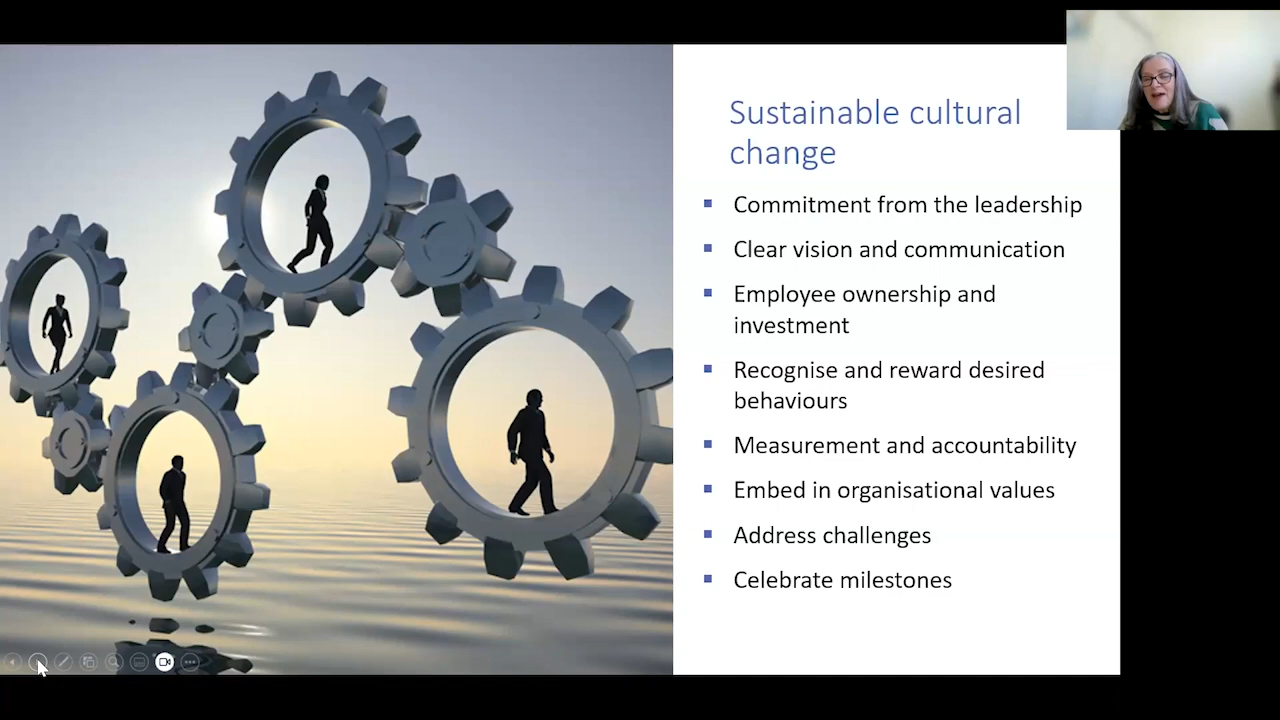 Sustainable cultural
change
▪ Commitment from the leadership
▪ Clear vision and communication
▪ Employee ownership and
investment
▪ Recognise and reward desired
behaviours
▪ Measurement and accountability
▪ Embed in organisational values
▪ Address challenges
▪ Celebrate milestones